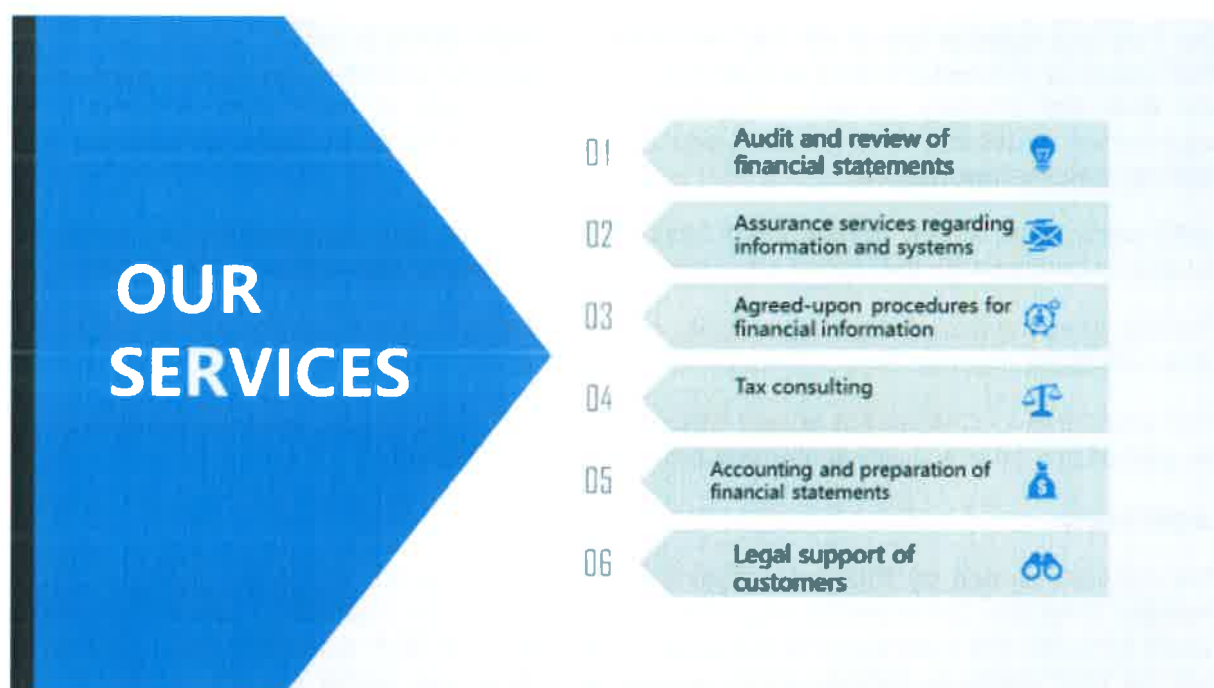 OUR
SERVICES
01
Audit and review of
financial statements
02
Assurance services regarding
information and systems
03
Agreed-upon procedures for
financial information
04
Tax consulting
05
Accounting and preparation of
financial statements
$
06
Legal support of
customers